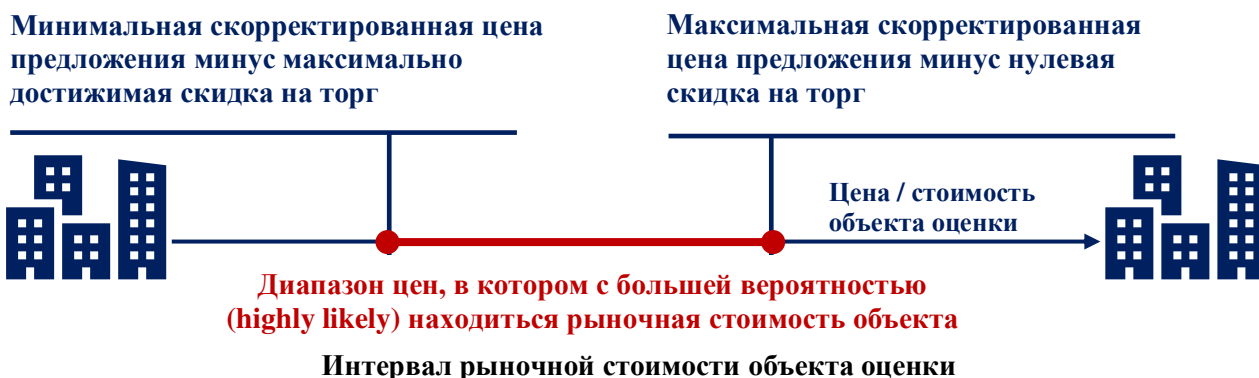 Минимальная скорректированная цена
предложения минус максимально
достижимая скидка на торг
Максимальная скорректированная
цена предложения минус нулевая
скидка на торг
Цена / стоимость
объекта оценки
Диапазон цен, в котором с большей вероятностью
(highly likely) находиться рыночная стоимость объекта
Интервал рыночной стоимости объекта оценки